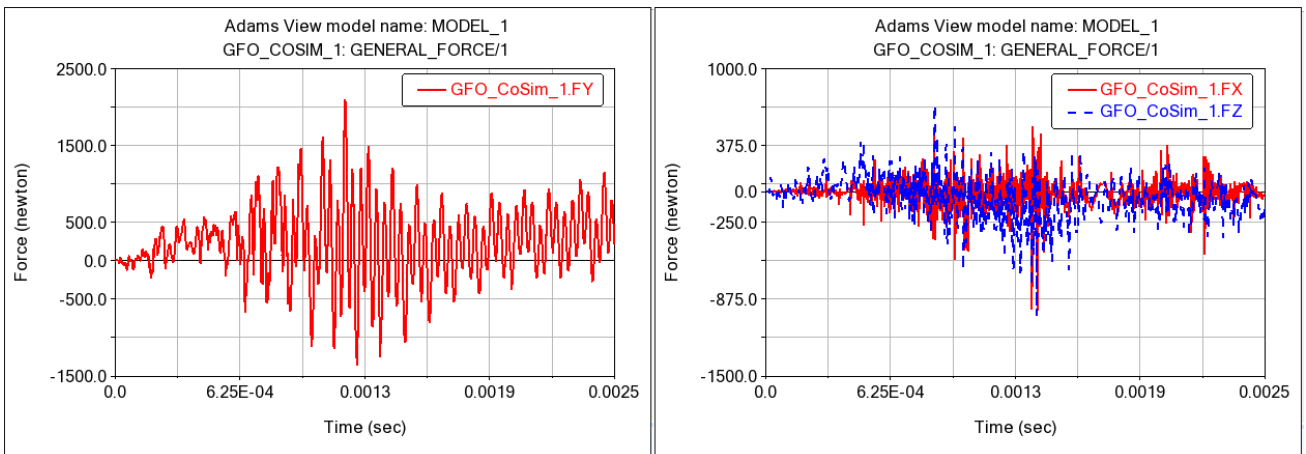 Adams View model name: MODEL_1
GFO_COSIM_1: GENERAL_FORCE/1
2500.0
1500.0
500.0
0.0
-500.0
-1500.0
Force (newton)
GFO_CoSim_1.FY
0.0
6.25E-04
0.0013
0.0019
0.0025
Time (sec)
Adams View model name: MODEL_1
GFO_COSIM_1: GENERAL_FORCE/1
1000.0
375.0
0.0
-250.0
-875.0
-1500.0
Force (newton)
GFO_CoSim_1.FX
GFO_CoSim_1.FZ
0.0
6.25E-04
0.0013
0.0019
0.0025
Time (sec)